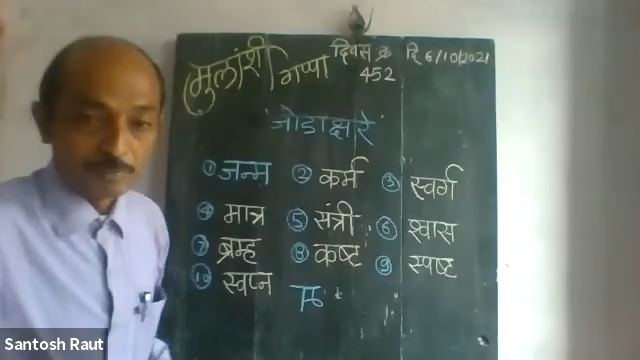 मुलांशी गप्पा दिवस क्र 452 दि 6/10/2021
जोडाक्षरे
① जन्म ② कर्म ③ स्वर्ग
④ मात्र ⑤ संत्री ⑥ श्वास
⑦ ब्रम्ह ⑧ कष्ट ⑨ स्पष्ट
⑩ स्वप्न
Santosh Raut